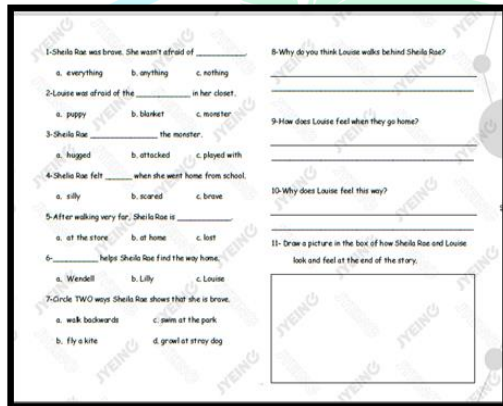 1-Sheila Rae was brave. She wasn't afraid of ____________.
a. everything b. anything c. nothing
2-Louise was afraid of the ____________ in her closet.
a. puppy b. blanket c. monster
3-Sheila Rae ______________ the monster.
a. hugged b. attacked c. played with
4-Shelia Rae felt ______ when she went home from school.
a. silly b. scared c. brave
5-After walking very far, Sheila Rae is ____________.
a. at the store b. at home c. lost
6-__________ helps Sheila Rae find the way home.
a. Wendell b. Lilly c. Louise
7-Circle TWO ways Sheila Rae shows that she is brave.
a. walk backwards c. swim at the park
b. fly a kite d. growl at stray dog
8-Why do you think Louise walks behind Sheila Rae?
9-How does Louise feel when they go home?
10-Why does Louise feel this way?
11- Draw a picture in the box of how Sheila Rae and Louise
look and feel at the end of the story.
JYEING